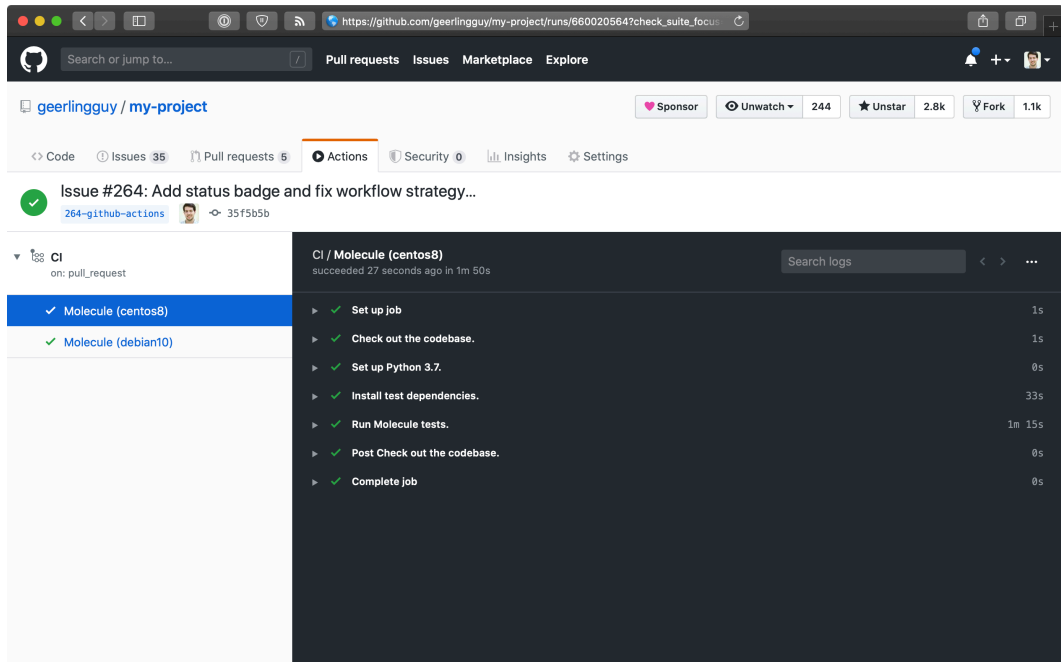 https://github.com/geerlingguy/my-project/runs/660020564?check_suite_focus
Search or jump to... / Pull requests Issues Marketplace Explore
geerlingguy / my-project Sponsor Unwatch 244 Unstar 2.8k Fork 1.1k
Code Issues 35 Pull requests 5 Actions Security 0 Insights Settings
Issue #264: Add status badge and fix workflow strategy...
264-github-actions 35f5b5b
CI
on: pull_request
Molecule (centos8)
Molecule (debian10)
CI / Molecule (centos8) Search logs
succeeded 27 seconds ago in 1m 50s
Set up job 1s
Check out the codebase. 1s
Set up Python 3.7. 0s
Install test dependencies. 33s
Run Molecule tests. 1m 15s
Post Check out the codebase. 0s
Complete job 0s